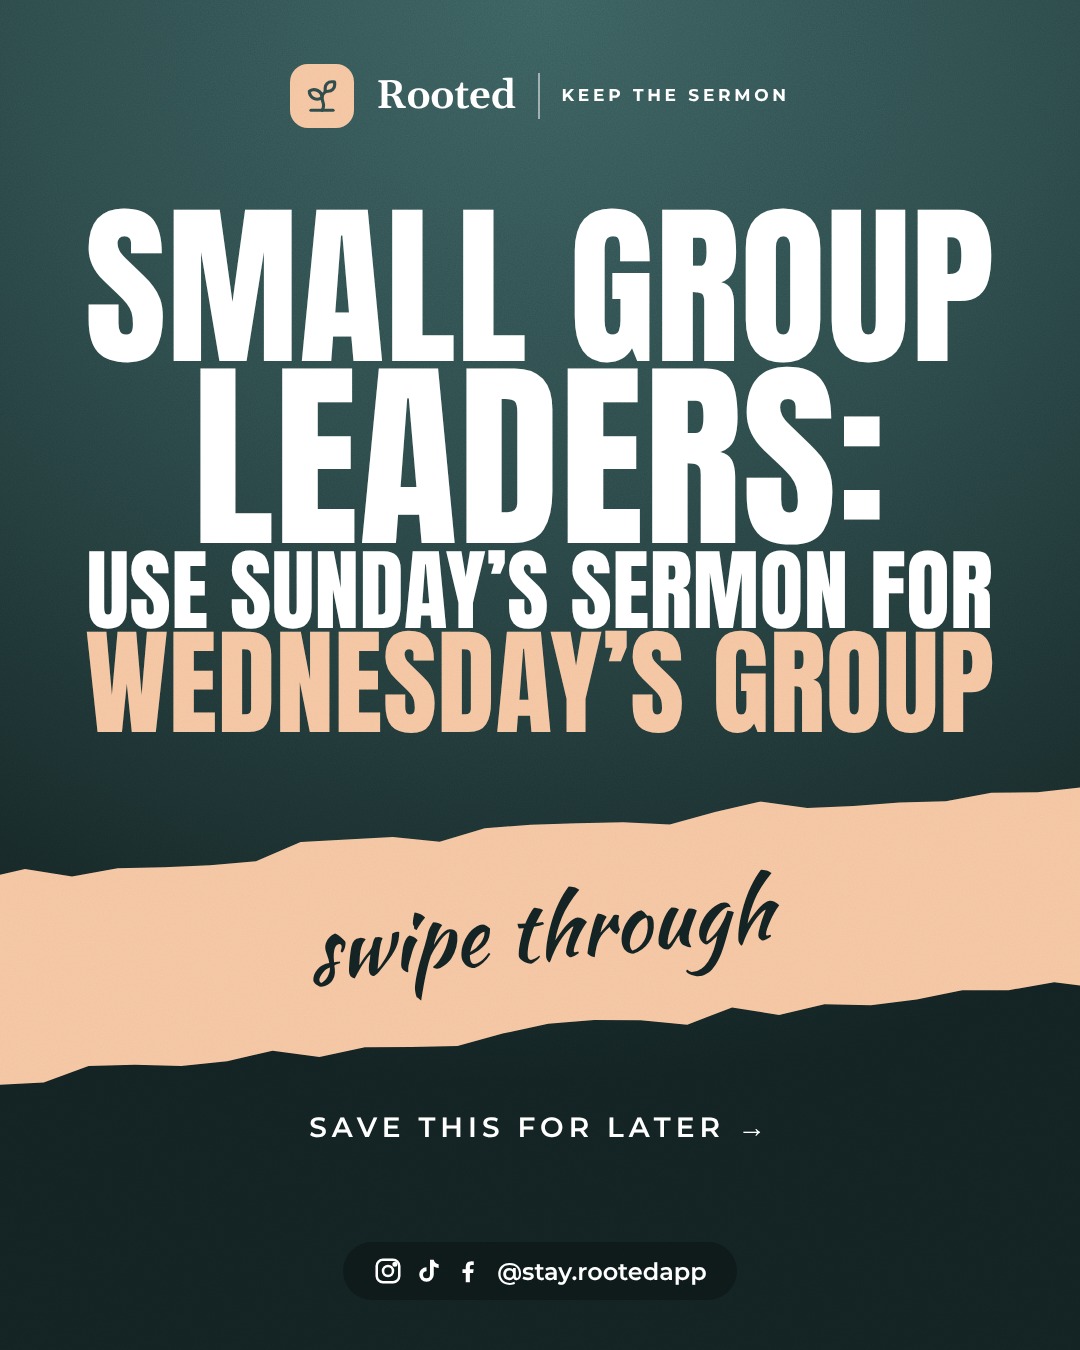 Rooted | KEEP THE SERMON
SMALL GROUP
LEADERS:
USE SUNDAY’S SERMON FOR
WEDNESDAY’S GROUP
swipe through
SAVE THIS FOR LATER →
@stay.rootedapp